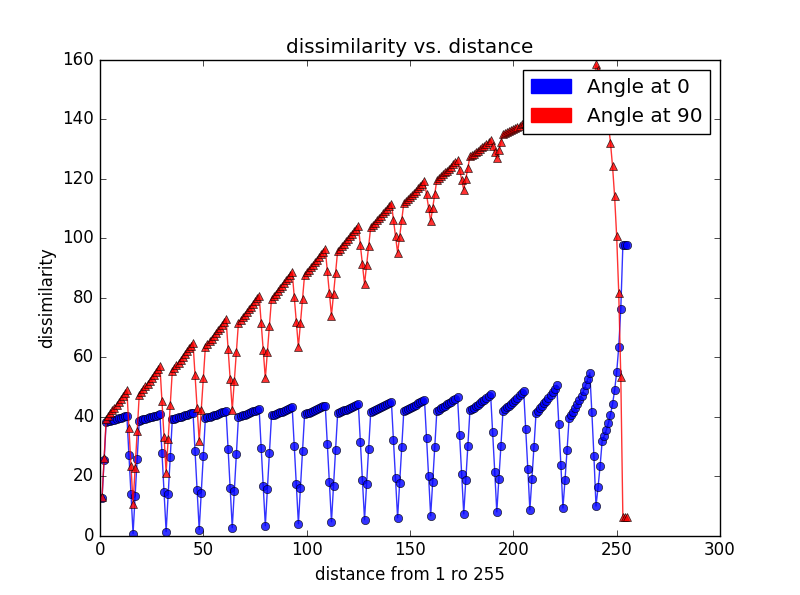 dissimilarity vs. distance
160
140
120
100
80
60
40
20
0
dissimilarity
Angle at 0
Angle at 90
0 50 100 150 200 250 300
distance from 1 ro 255